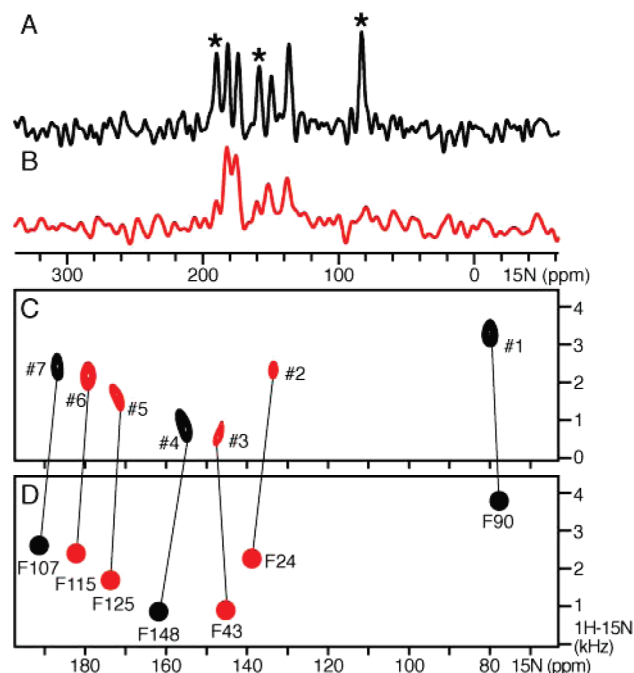 A
* * *
B
300 200 100 0 15N (ppm)
C
4
3
2
1
0
#1
#2
#7
#6
#5
#4
#3
D
4
3
2
1
F90
F107
F115
F24
F125
F148
F43
1H-15N
(kHz)
180 160 140 120 100 80 15N (ppm)